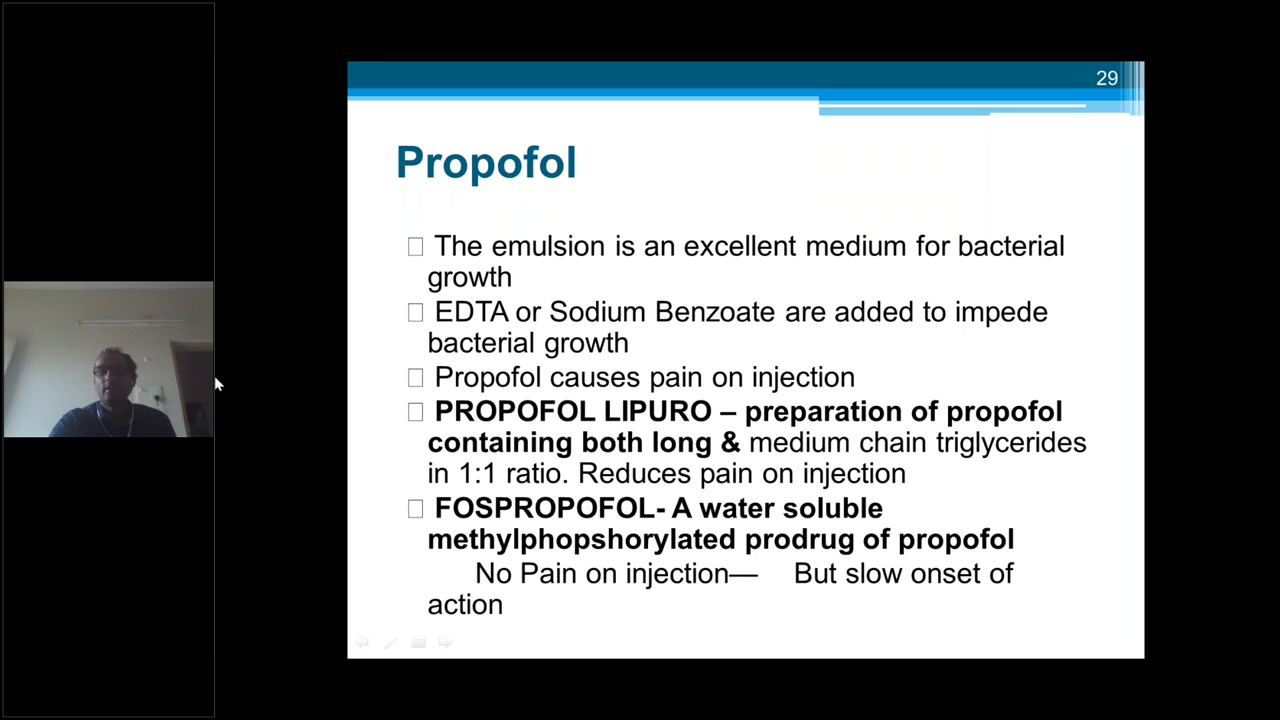 29
Propofol
The emulsion is an excellent medium for bacterial
growth
EDTA or Sodium Benzoate are added to impede
bacterial growth
Propofol causes pain on injection
PROPOFOL LIPURO – preparation of propofol
containing both long & medium chain triglycerides
in 1:1 ratio. Reduces pain on injection
FOSPROPOFOL- A water soluble
methylphopshorylated prodrug of propofol
No Pain on injection— But slow onset of
action